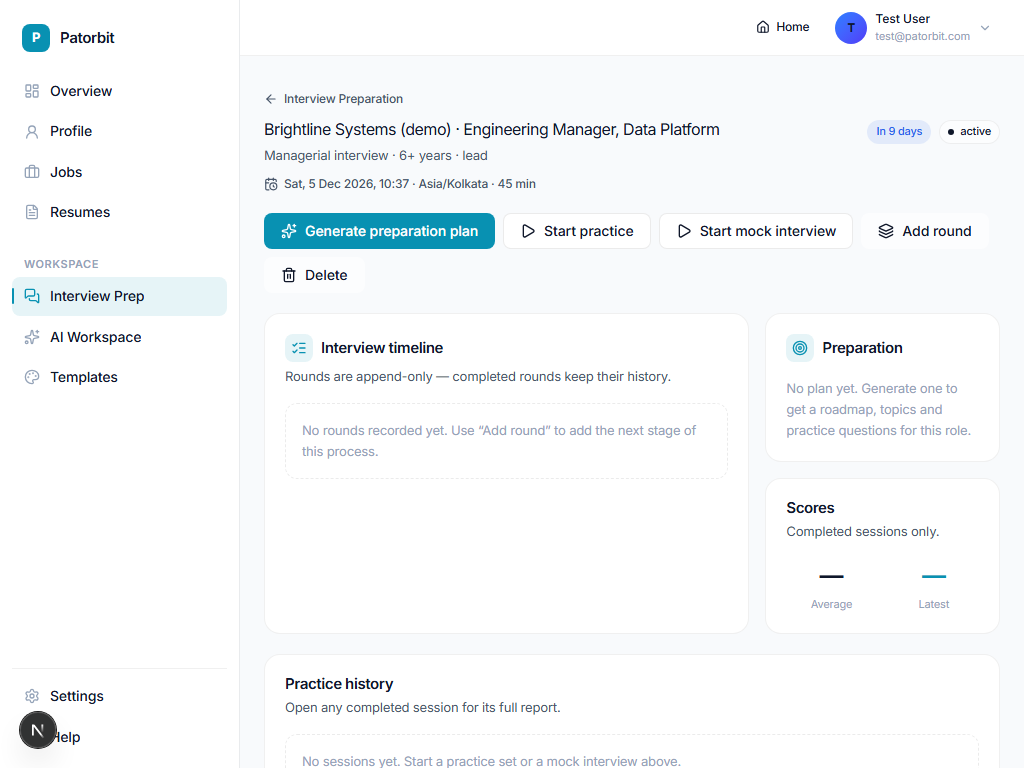 P Patorbit
Overview
Profile
Jobs
Resumes
WORKSPACE
Interview Prep
AI Workspace
Templates
Settings
N
Help
Home
T
Test User
test@patorbit.com
Interview Preparation
Brightline Systems (demo) · Engineering Manager, Data Platform
In 9 days
active
Managerial interview · 6+ years · lead
Sat, 5 Dec 2026, 10:37 · Asia/Kolkata · 45 min
Generate preparation plan
Start practice
Start mock interview
Add round
Delete
Interview timeline
Rounds are append-only — completed rounds keep their history.
No rounds recorded yet. Use “Add round” to add the next stage of
this process.
Preparation
No plan yet. Generate one to
get a roadmap, topics and
practice questions for this role.
Scores
Completed sessions only.
— —
Average Latest
Practice history
Open any completed session for its full report.
No sessions yet. Start a practice set or a mock interview above.